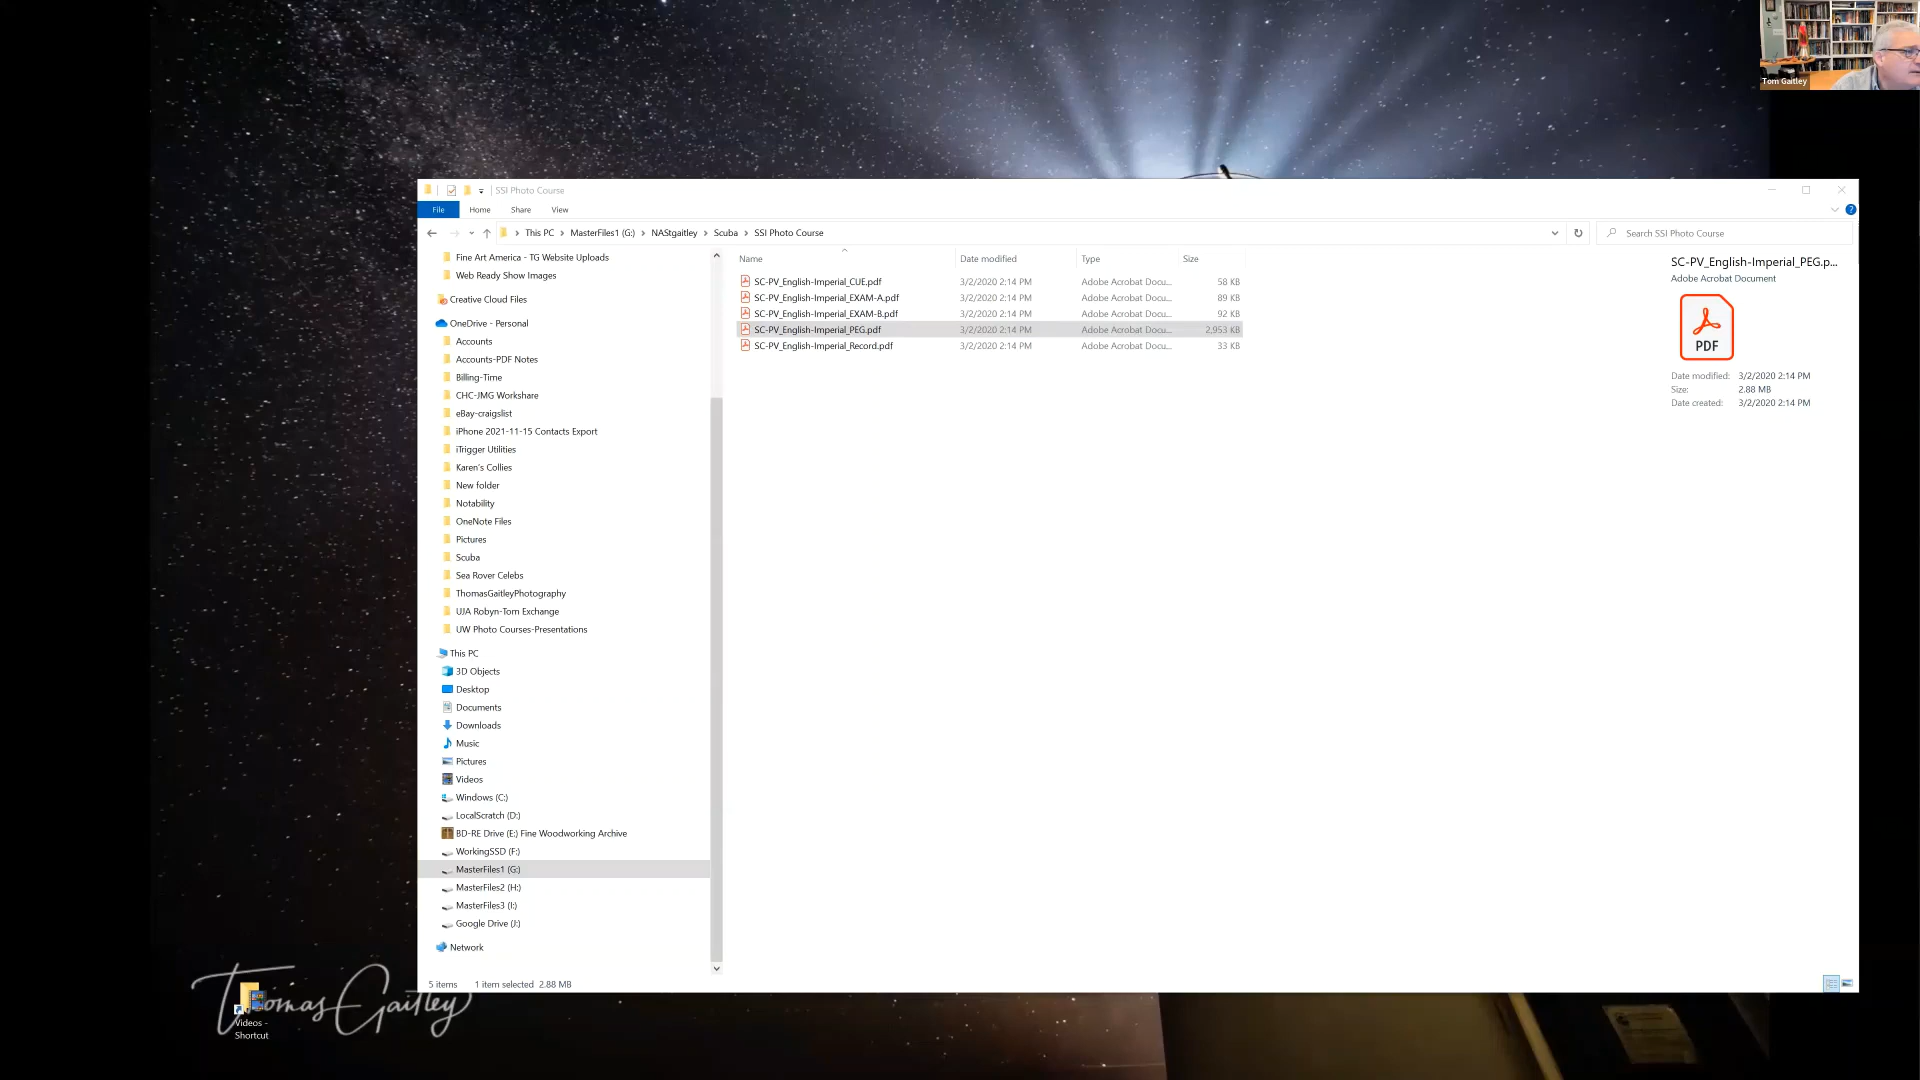 Tom Gaitley
SSI Photo Course
File Home Share View
This PC MasterFiles1 (G:) NAStgaitley Scuba SSI Photo Course
Search SSI Photo Course
Fine Art America - TG Website Uploads
Web Ready Show Images
Creative Cloud Files
OneDrive - Personal
Accounts
Accounts-PDF Notes
Billing-Time
CHC-JMG Workshare
eBay-craigslist
iPhone 2021-11-15 Contacts Export
iTrigger Utilities
Karen's Collies
New folder
Notability
OneNote Files
Pictures
Scuba
Sea Rover Celebs
ThomasGaitleyPhotography
UJA Robyn-Tom Exchange
UW Photo Courses-Presentations
This PC
3D Objects
Desktop
Documents
Downloads
Music
Pictures
Videos
Windows (C:)
LocalScratch (D:)
BD-RE Drive (E:) Fine Woodworking Archive
WorkingSSD (F:)
MasterFiles1 (G:)
MasterFiles2 (H:)
MasterFiles3 (I:)
Google Drive (J:)
Network
Name Date modified Type Size
SC-PV_English-Imperial_CUE.pdf 3/2/2020 2:14 PM Adobe Acrobat Docu... 58 KB
SC-PV_English-Imperial_EXAM-A.pdf 3/2/2020 2:14 PM Adobe Acrobat Docu... 89 KB
SC-PV_English-Imperial_EXAM-B.pdf 3/2/2020 2:14 PM Adobe Acrobat Docu... 92 KB
SC-PV_English-Imperial_PEG.pdf 3/2/2020 2:14 PM Adobe Acrobat Docu... 2,953 KB
SC-PV_English-Imperial_Record.pdf 3/2/2020 2:14 PM Adobe Acrobat Docu... 33 KB
SC-PV_English-Imperial_PEG.p...
Adobe Acrobat Document
PDF
Date modified: 3/2/2020 2:14 PM
Size: 2.88 MB
Date created: 3/2/2020 2:14 PM
5 items 1 item selected 2.88 MB
Thomas Gaitley
Videos -
Shortcut